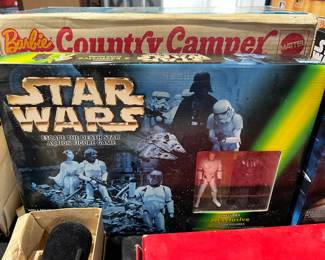 Barbie Country Camper
MATTEL
STAR
WARS
ESCAPE THE DEATH STAR
ACTION FIGURE GAME